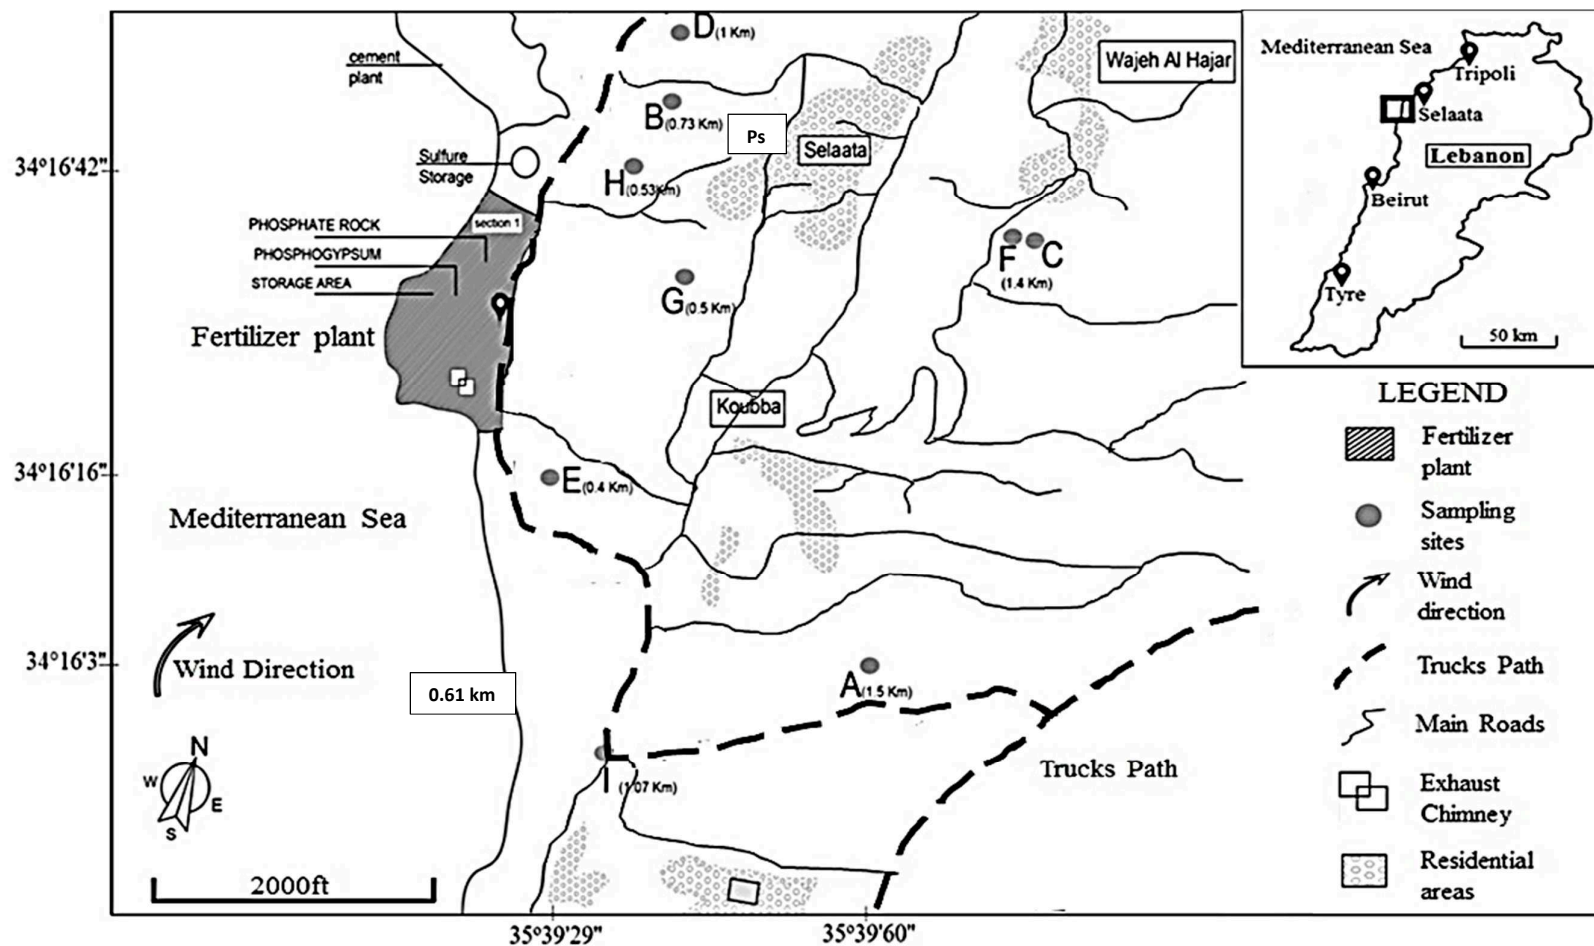 D(1 Km)
cement
plant
Wajeh Al Hajar
Mediterranean Sea
Tripoli
B(0.73 Km)
Ps
Selaata
Selaata
Lebanon
Sulfure
Storage
34°16'42"
H(0.53Km)
Beirut
PHOSPHATE ROCK
section 1
PHOSPHOGYPSUM
F C
(1.4 Km)
STORAGE AREA
G(0.5 Km)
Tyre
Fertilizer plant
50 km
LEGEND
Koubba
Fertilizer
plant
34°16'16"
E(0.4 Km)
Mediterranean Sea
Sampling
sites
Wind
direction
34°16'3"
Wind Direction
Trucks Path
0.61 km
A(1.5 Km)
Main Roads
N
W
E
S
I (1.07 Km)
Trucks Path
Exhaust
Chimney
2000ft
Residential
areas
35°39'29"
35°39'60"